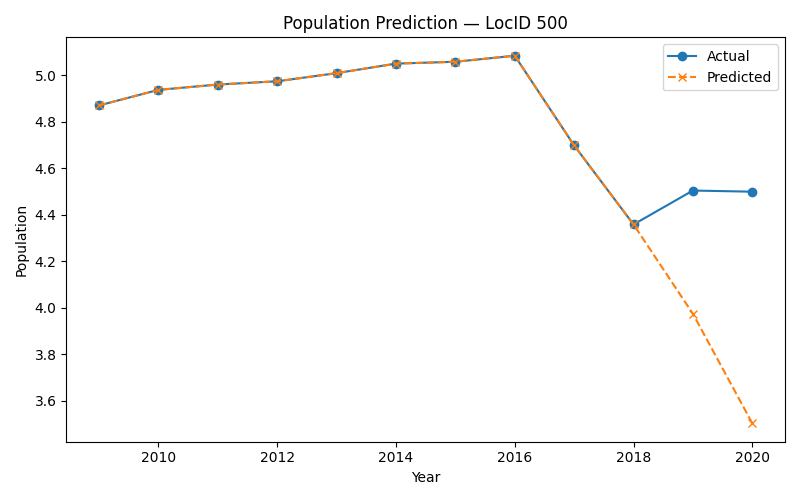 Population Prediction — LocID 500
Actual
Predicted
Population
5.0
4.8
4.6
4.4
4.2
4.0
3.8
3.6
2010 2012 2014 2016 2018 2020
Year